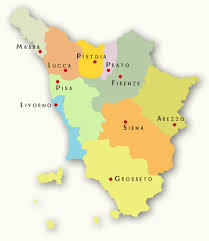 Massa
Pistoia
Lucca
Prato
Pisa
Firenze
Livorno
Arezzo
Siena
Grosseto